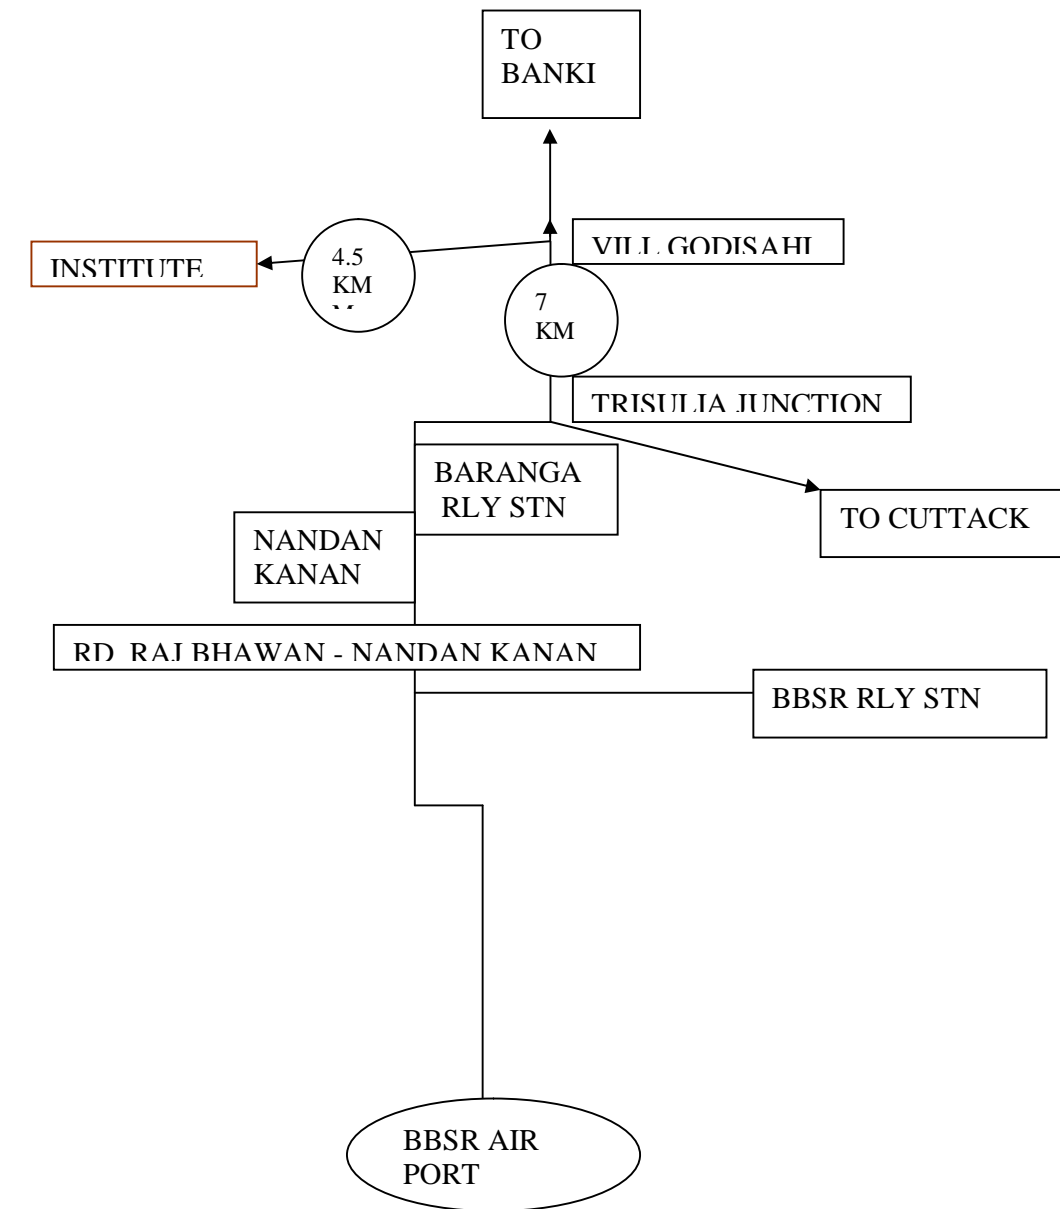 TO
BANKI
VILL GODISAHI
INSTITUTE
4.5
KM
7
KM
TRISULIA JUNCTION
BARANGA
RLY STN
TO CUTTACK
NANDAN
KANAN
RD RAJ BHAWAN - NANDAN KANAN
BBSR RLY STN
BBSR AIR
PORT